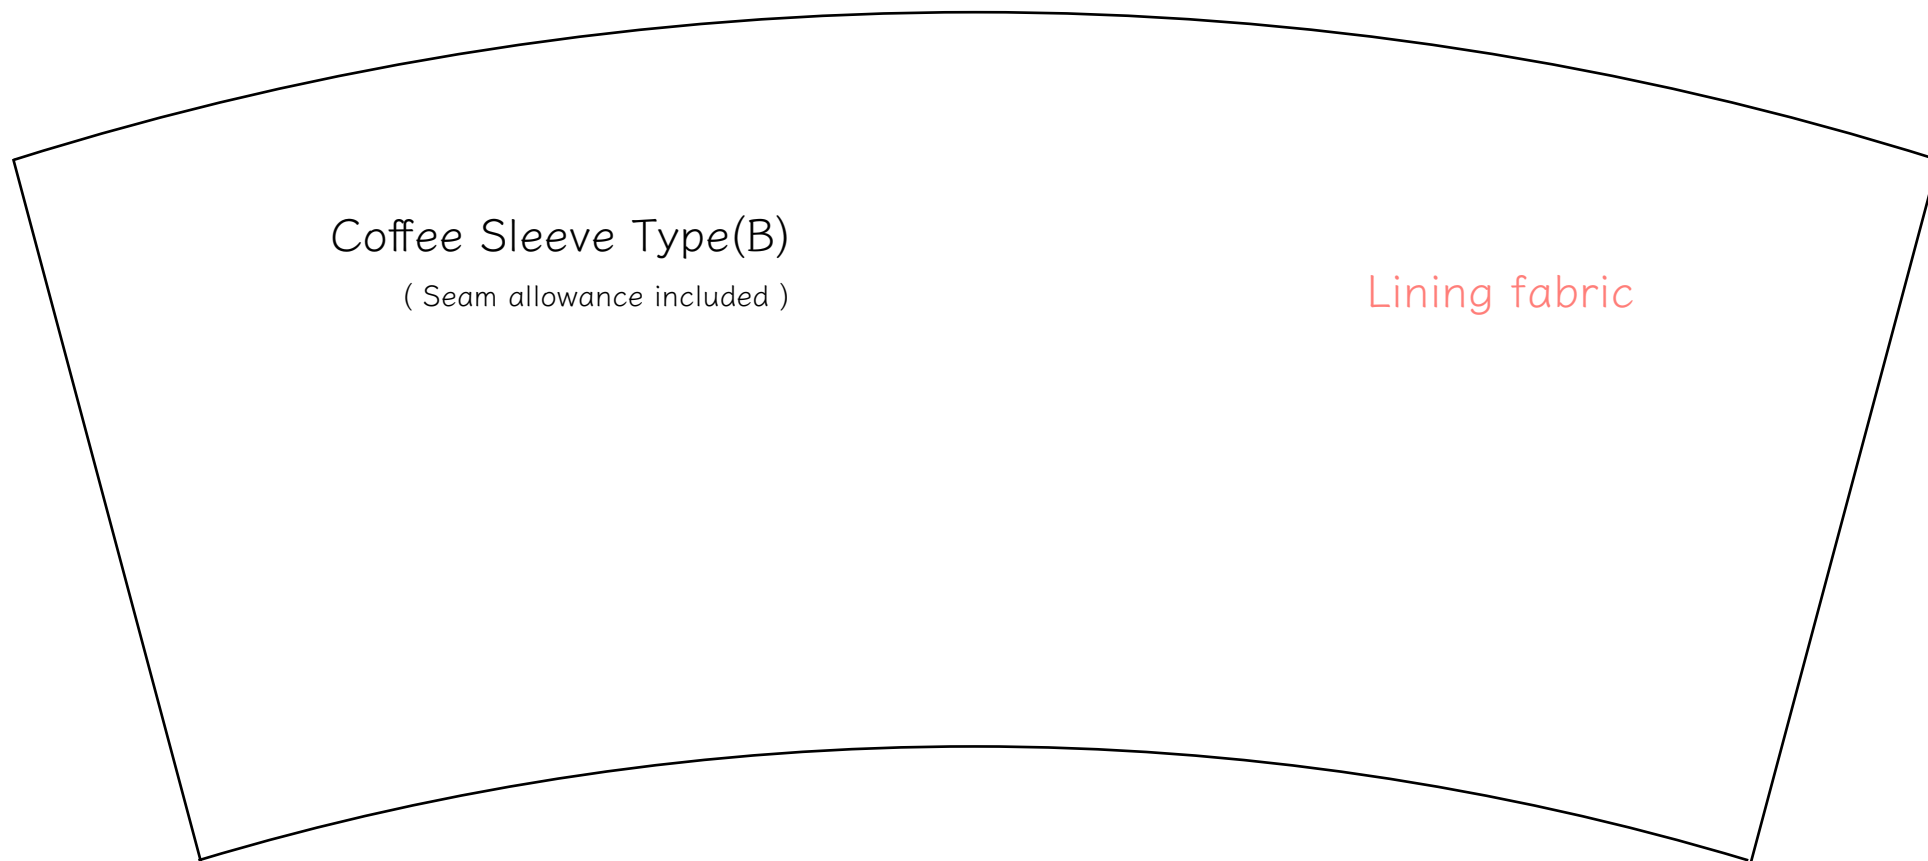 Coffee Sleeve Type(B)
( Seam allowance included )
Lining fabric